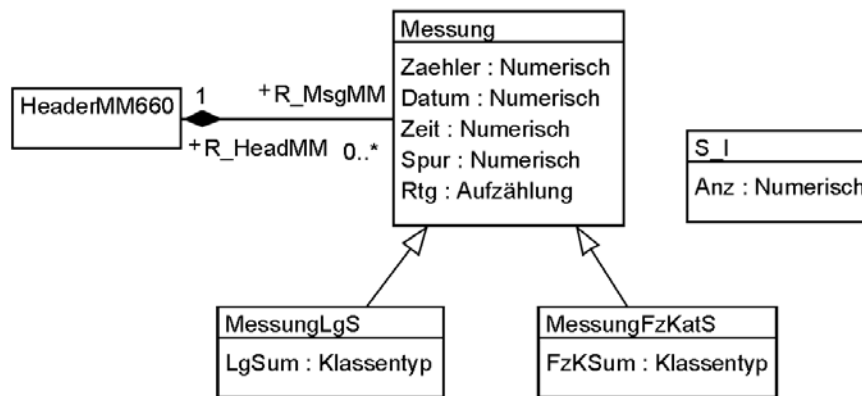 Messung
Zaehler : Numerisch
Datum : Numerisch
Zeit : Numerisch
Spur : Numerisch
Rtg : Aufzählung
HeaderMM660
1
+R_MsgMM
+R_HeadMM
0..*
S_I
Anz : Numerisch
MessungLgS
LgSum : Klassentyp
MessungFzKatS
FzKSum : Klassentyp